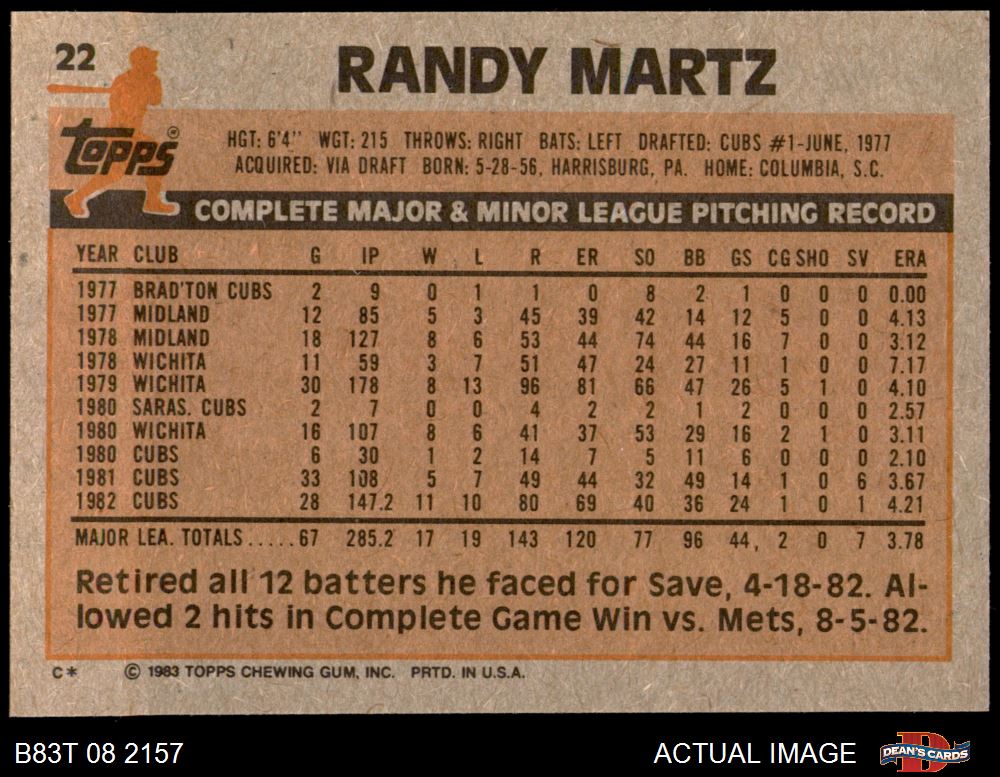 22 RANDY MARTZ
Topps®
HGT: 6'4" WGT: 215 THROWS: RIGHT BATS: LEFT DRAFTED: CUBS #1-JUNE, 1977
ACQUIRED: VIA DRAFT BORN: 5-28-56, HARRISBURG, PA. HOME: COLUMBIA, S.C.
COMPLETE MAJOR & MINOR LEAGUE PITCHING RECORD
YEAR CLUB G IP W L R ER SO BB GS CG SHO SV ERA
1977 BRAD'TON CUBS 2 9 0 1 1 0 8 2 1 0 0 0 0.00
1977 MIDLAND 12 85 5 3 45 39 42 14 12 5 0 0 4.13
1978 MIDLAND 18 127 8 6 53 44 74 44 16 7 0 0 3.12
1978 WICHITA 11 59 3 7 51 47 24 27 11 1 0 0 7.17
1979 WICHITA 30 178 8 13 96 81 66 47 26 5 1 0 4.10
1980 SARAS. CUBS 2 7 0 0 4 2 2 1 2 0 0 0 2.57
1980 WICHITA 16 107 8 6 41 37 53 29 16 2 1 0 3.11
1980 CUBS 6 30 1 2 14 7 5 11 6 0 0 0 2.10
1981 CUBS 33 108 5 7 49 44 32 49 14 1 0 6 3.67
1982 CUBS 28 147.2 11 10 80 69 40 36 24 1 0 1 4.21
MAJOR LEA. TOTALS.....67 285.2 17 19 143 120 77 96 44, 2 0 7 3.78
Retired all 12 batters he faced for Save, 4-18-82. Al-
lowed 2 hits in Complete Game Win vs. Mets, 8-5-82.
C* © 1983 TOPPS CHEWING GUM, INC. PRTD. IN U.S.A.
B83T 08 2157 ACTUAL IMAGE DEAN'S CARDS